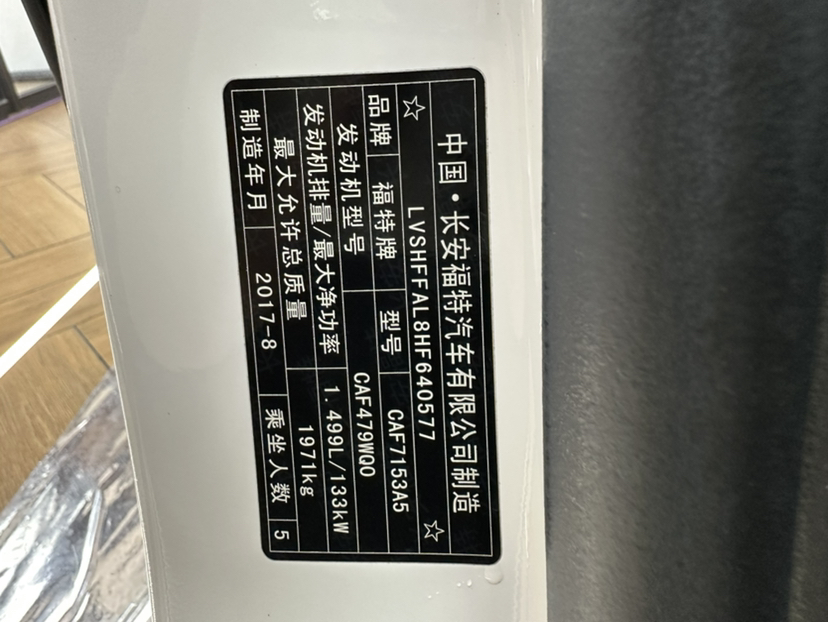 中国·长安福特汽车有限公司制造
☆ LVSHFFAL8HF640577 ☆
品牌 福特牌 型号 CAF7153A5
发动机型号 CAF479WQ0
发动机排量/最大净功率 1.499L/133kW
最大允许总质量 1971kg
制造年月 2017-8 乘坐人数 5